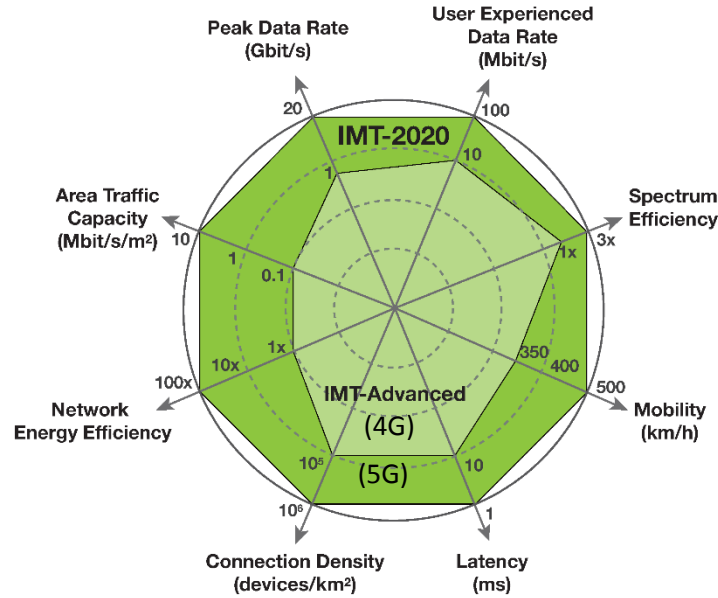 Peak Data Rate
(Gbit/s)
User Experienced
Data Rate
(Mbit/s)
20
100
IMT-2020
1
10
Area Traffic
Capacity
(Mbit/s/m²)
Spectrum
Efficiency
10
1
0.1
1x
3x
1x
10x
100x
350
400
500
Network
Energy Efficiency
IMT-Advanced
(4G)
Mobility
(km/h)
10⁵
(5G)
10
10⁶
1
Connection Density
(devices/km²)
Latency
(ms)